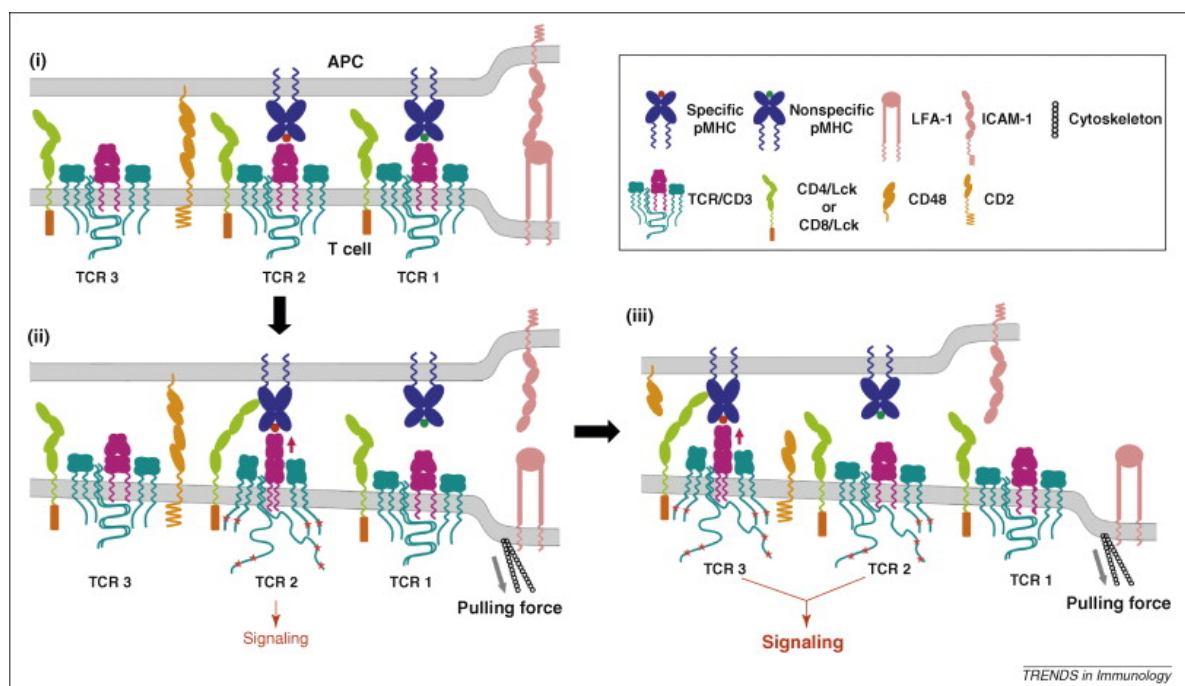 (i)
APC
T cell
TCR 3
TCR 2
TCR 1
Specific
pMHC
Nonspecific
pMHC
LFA-1
ICAM-1
Cytoskeleton
TCR/CD3
CD4/Lck
or
CD8/Lck
CD48
CD2
(ii)
TCR 3
TCR 2
TCR 1
Pulling force
Signaling
(iii)
TCR 3
TCR 2
TCR 1
Pulling force
Signaling
TRENDS in Immunology